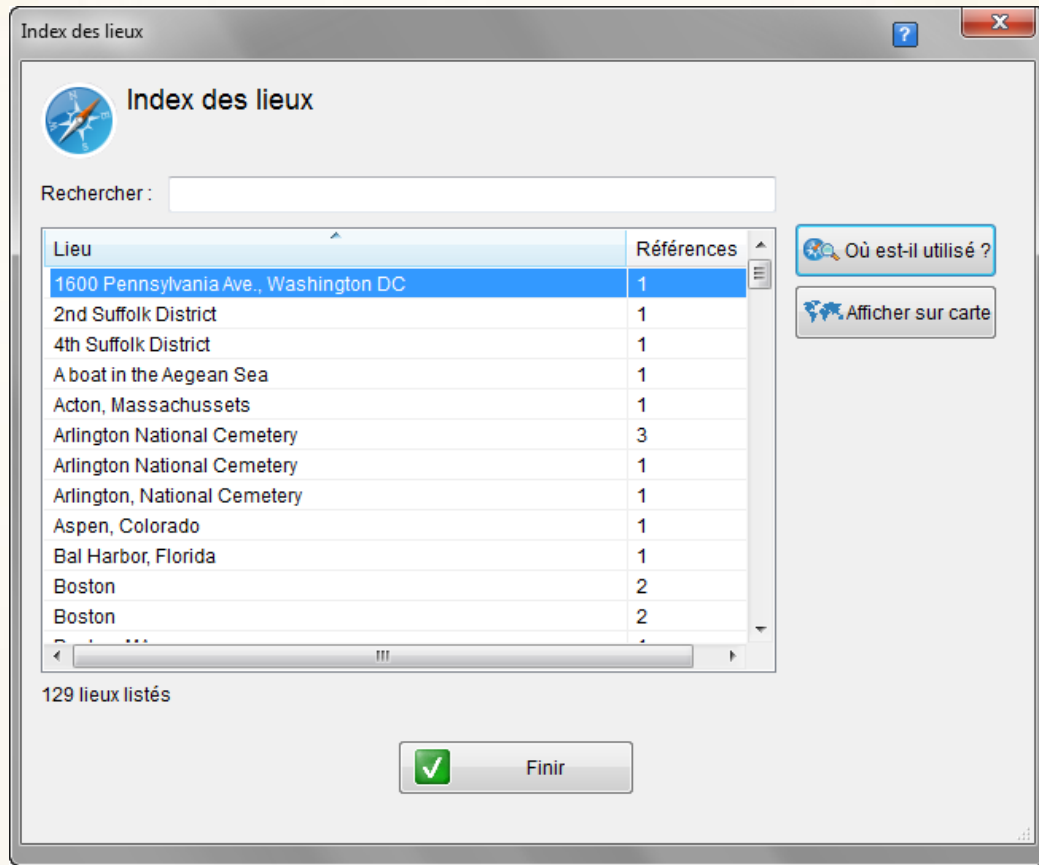 Index des lieux
Index des lieux
Rechercher :
Lieu Références
1600 Pennsylvania Ave., Washington DC 1
2nd Suffolk District 1
4th Suffolk District 1
A boat in the Aegean Sea 1
Acton, Massachussets 1
Arlington National Cemetery 3
Arlington National Cemetery 1
Arlington, National Cemetery 1
Aspen, Colorado 1
Bal Harbor, Florida 1
Boston 2
Boston 2
Où est-il utilisé ?
Afficher sur carte
129 lieux listés
Finir